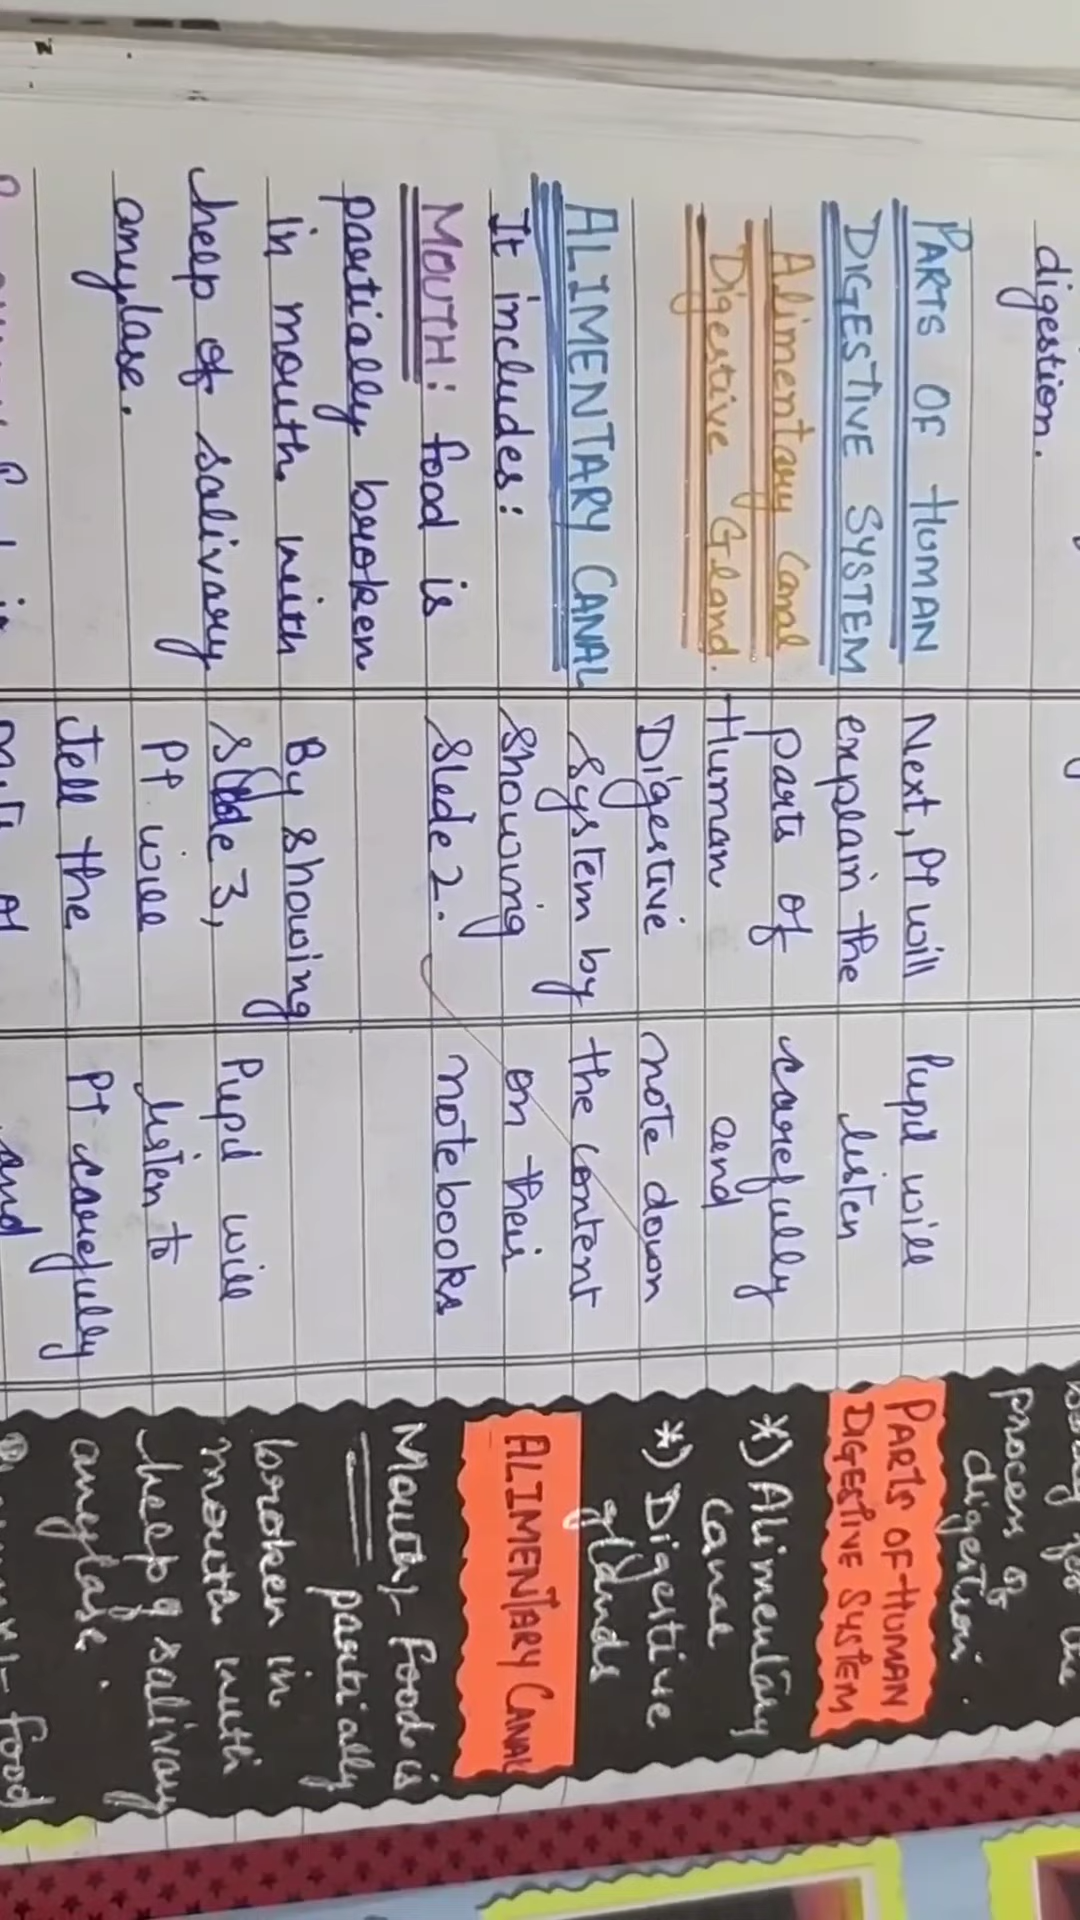 digestion.
PARTS OF HUMAN
DIGESTIVE SYSTEM
Alimentary Canal
Digestive Gland.
ALIMENTARY CANAL
It includes:
MOUTH: food is
partially broken
in mouth with
help of salivary
amylase.
Next, PT will
explain the
parts of
Human
Digestive
System by
showing
slide 2.
By showing
slide 3,
PT will
tell the
Pupil will
listen
carefully
and
note down
the content
on their
notebooks
Pupil will
listen to
PT carefully
and
process of
digestion.
PARTS OF HUMAN
DIGESTIVE SYSTEM
*) Alimentary
canal
*) Digestive
glands
ALIMENTARY CANAL
Mouth- Food is
partially
broken in
mouth with
help of salivary
amylase.
food